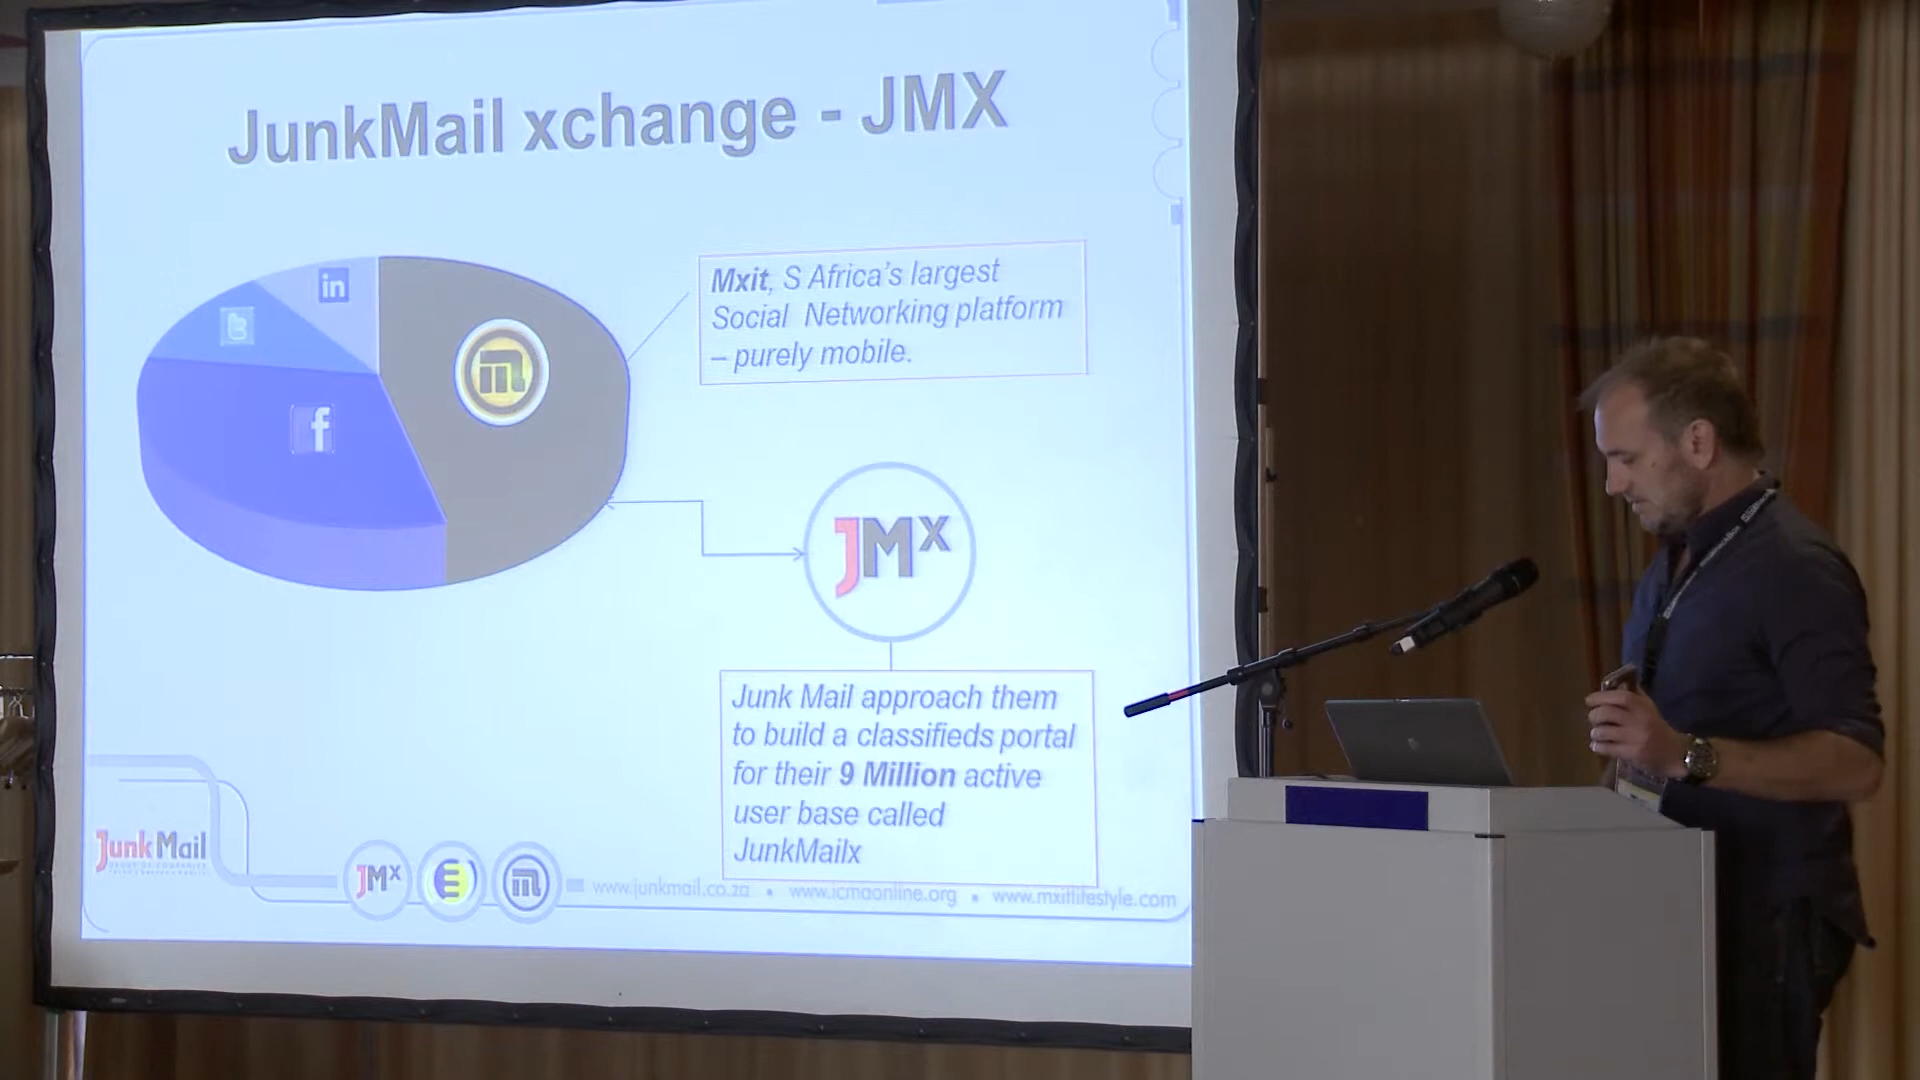 JunkMail xchange - JMX
in
Mxit, S Africa's largest
Social Networking platform
– purely mobile.
f
JMX
Junk Mail approach them
to build a classifieds portal
for their 9 Million active
user base called
JunkMailx
Junk Mail
JMX
www.junkmail.co.za • www.icmaonline.org • www.mxitlifestyle.com